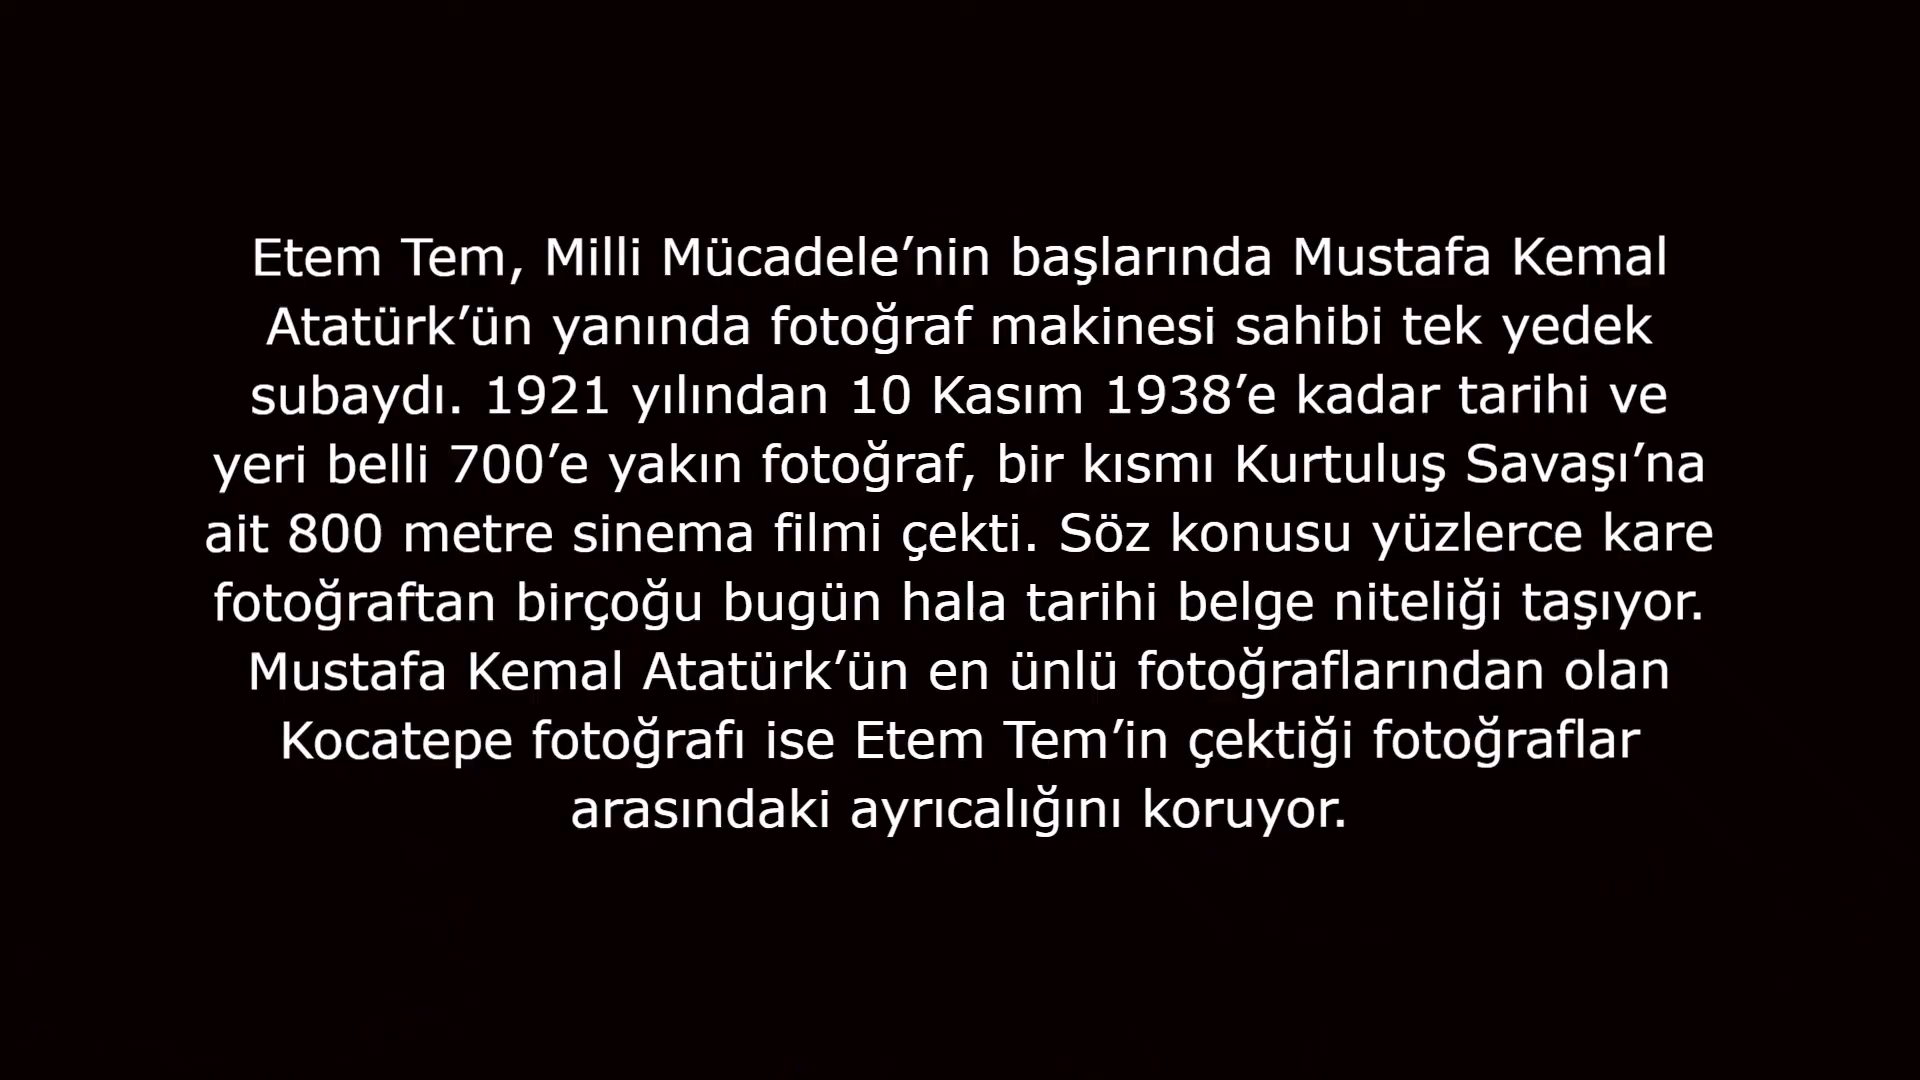 Etem Tem, Milli Mücadele’nin başlarında Mustafa Kemal
Atatürk’ün yanında fotoğraf makinesi sahibi tek yedek
subaydı. 1921 yılından 10 Kasım 1938’e kadar tarihi ve
yeri belli 700’e yakın fotoğraf, bir kısmı Kurtuluş Savaşı’na
ait 800 metre sinema filmi çekti. Söz konusu yüzlerce kare
fotoğraftan birçoğu bugün hala tarihi belge niteliği taşıyor.
Mustafa Kemal Atatürk’ün en ünlü fotoğraflarından olan
Kocatepe fotoğrafı ise Etem Tem’in çektiği fotoğraflar
arasındaki ayrıcalığını koruyor.